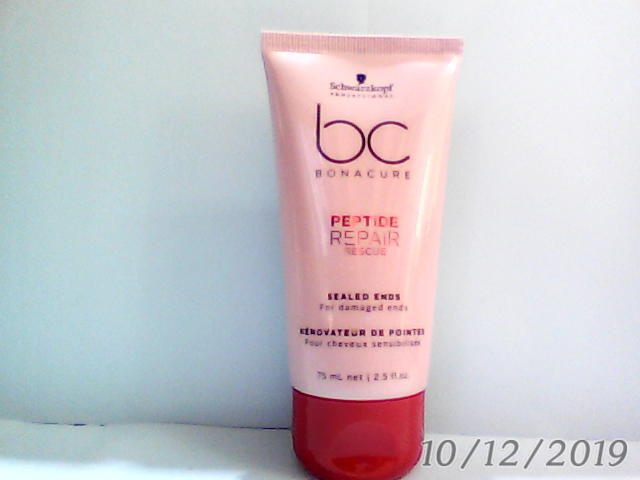 Schwarzkopf
PROFESSIONAL
bc
BONACURE
PEPTIDE
REPAIR
RESCUE
SEALED ENDS
For damaged ends
RÉNOVATEUR DE POINTES
Pour cheveux sensibilisés
75 mL net | 2.5 fl.oz.
10/12/2019